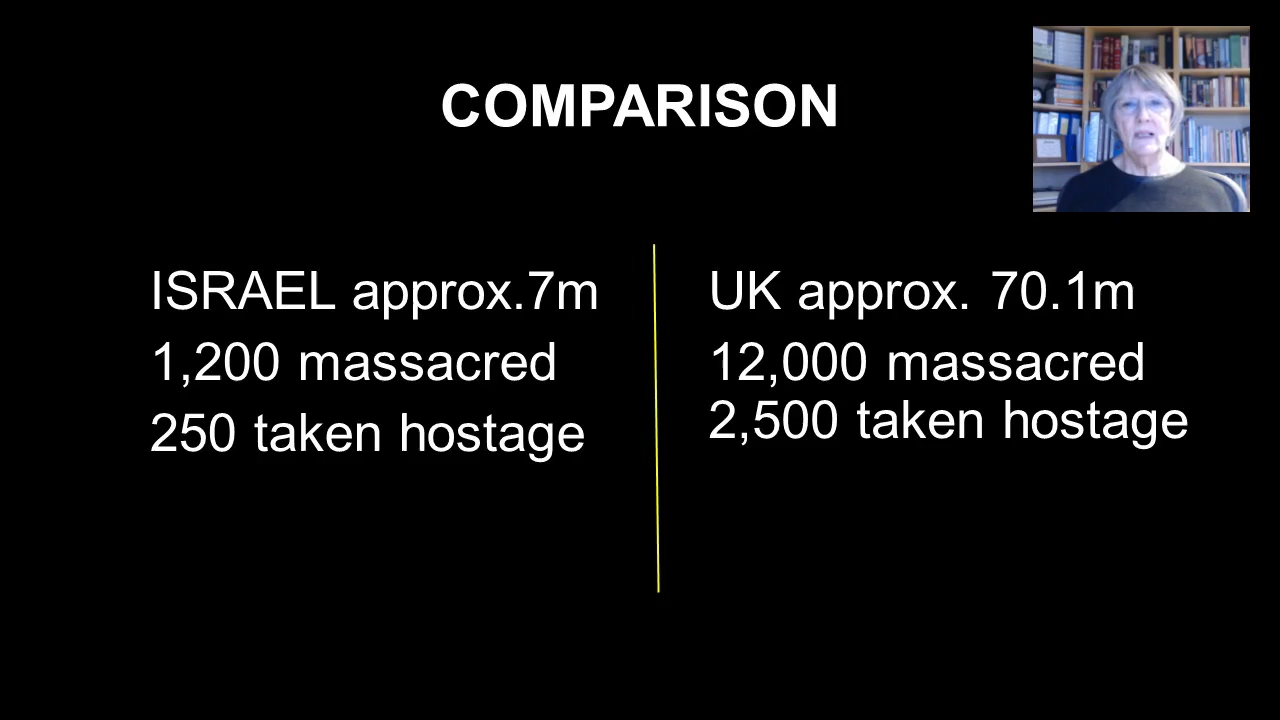 COMPARISON
ISRAEL approx.7m
1,200 massacred
250 taken hostage
UK approx. 70.1m
12,000 massacred
2,500 taken hostage